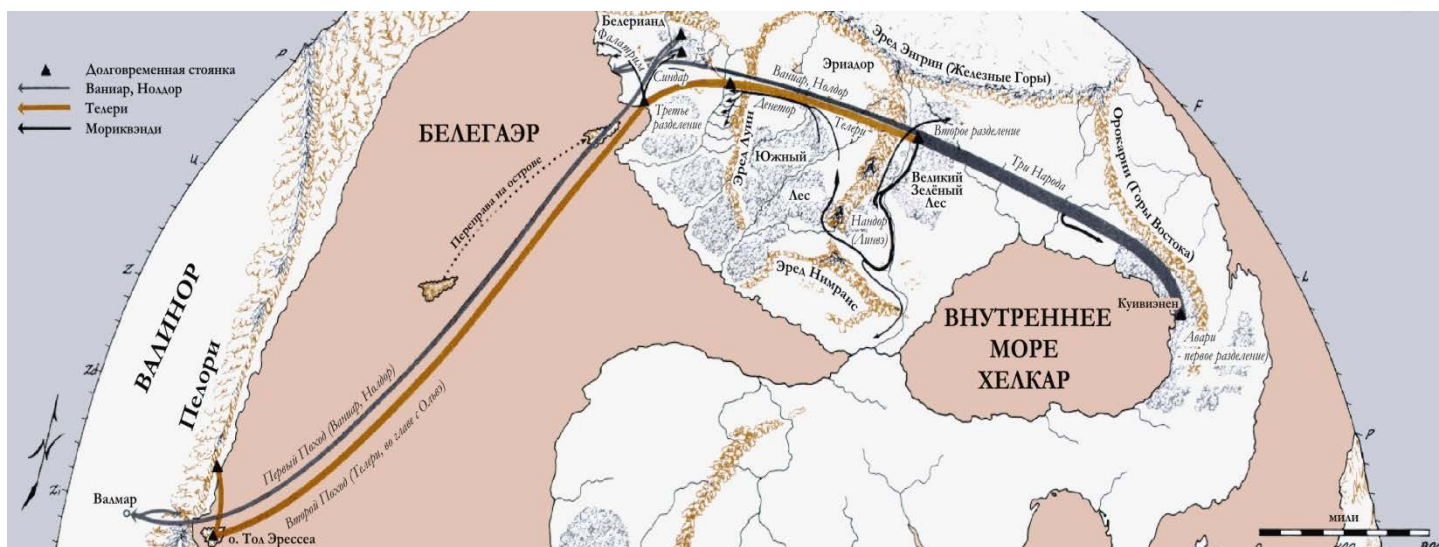 Долговременная стоянка
Ваниар, Нолдор
Телери
Мориквэнди
Белерианд
Фалатрим
Синдар
Третье
разделение
БЕЛЕГАЭР
Переправа на острове
Ваниар, Нолдор
Денетор
Телери
Эриадор
Эред Энгрин (Железные Горы)
Второе разделение
Эред Луин
Южный
Лес
Великий
Зелёный
Лес
Нандор
(Линвэ)
Три Народа
Орокарни (Горы Востока)
Эред Нимраис
ВНУТРЕННЕЕ
МОРЕ
ХЕЛКАР
Куивиэнен
Авари
- первое разделение)
ВАЛИНОР
Пелори
Первый Поход (Ваниар, Нолдор)
Второй Поход (Телери, во главе с Ольвэ)
Валмар
о. Тол Эрессеа
мили